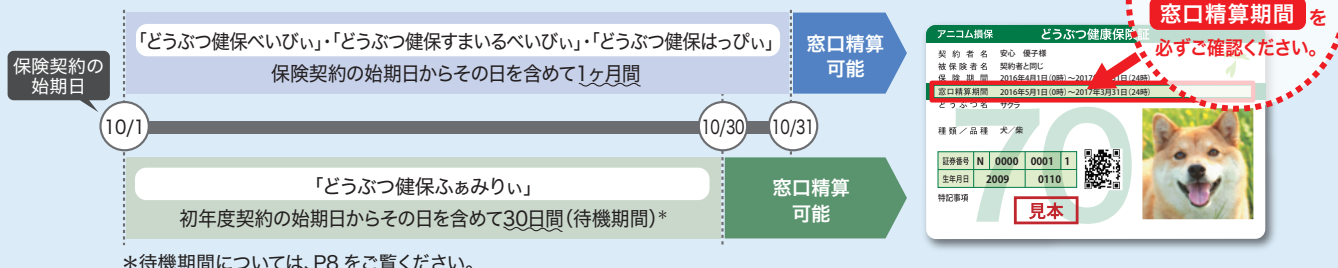 「どうぶつ健保べいびぃ」・「どうぶつ健保すまいるべいびぃ」・「どうぶつ健保はっぴぃ」
保険契約の始期日からその日を含めて1ヶ月間
窓口精算
可能
保険契約の
始期日
10/1
10/30
10/31
「どうぶつ健保ふぁみりぃ」
初年度契約の始期日からその日を含めて30日間(待機期間)*
窓口精算
可能
*待機期間については、P8 をご覧ください。
窓口精算期間 を
必ずご確認ください。
アニコム損保 どうぶつ健康保険証
契約者名 安心 優子様
被保険者名 契約者と同じ
保険期間 2016年4月1日(0時)~2017 日(24時)
窓口精算期間 2016年5月1日(0時)~2017年3月31日(24時)
どうぶつ名 サクラ
種類/品種 犬/柴
70
証券番号 N 0000 0001 1
生年月日 2009 0110
特記事項
見本